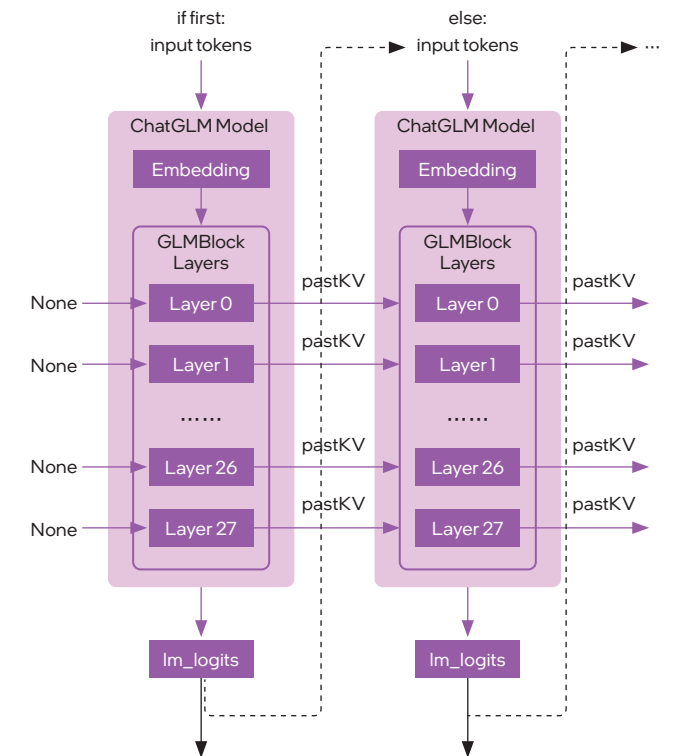 if first:
input tokens
else:
input tokens
...
ChatGLM Model
ChatGLM Model
Embedding
Embedding
GLMBlock
Layers
GLMBlock
Layers
None
Layer 0
pastKV
Layer 0
pastKV
None
Layer 1
pastKV
Layer 1
pastKV
......
......
None
Layer 26
pastKV
Layer 26
pastKV
None
Layer 27
pastKV
Layer 27
pastKV
lm_logits
lm_logits